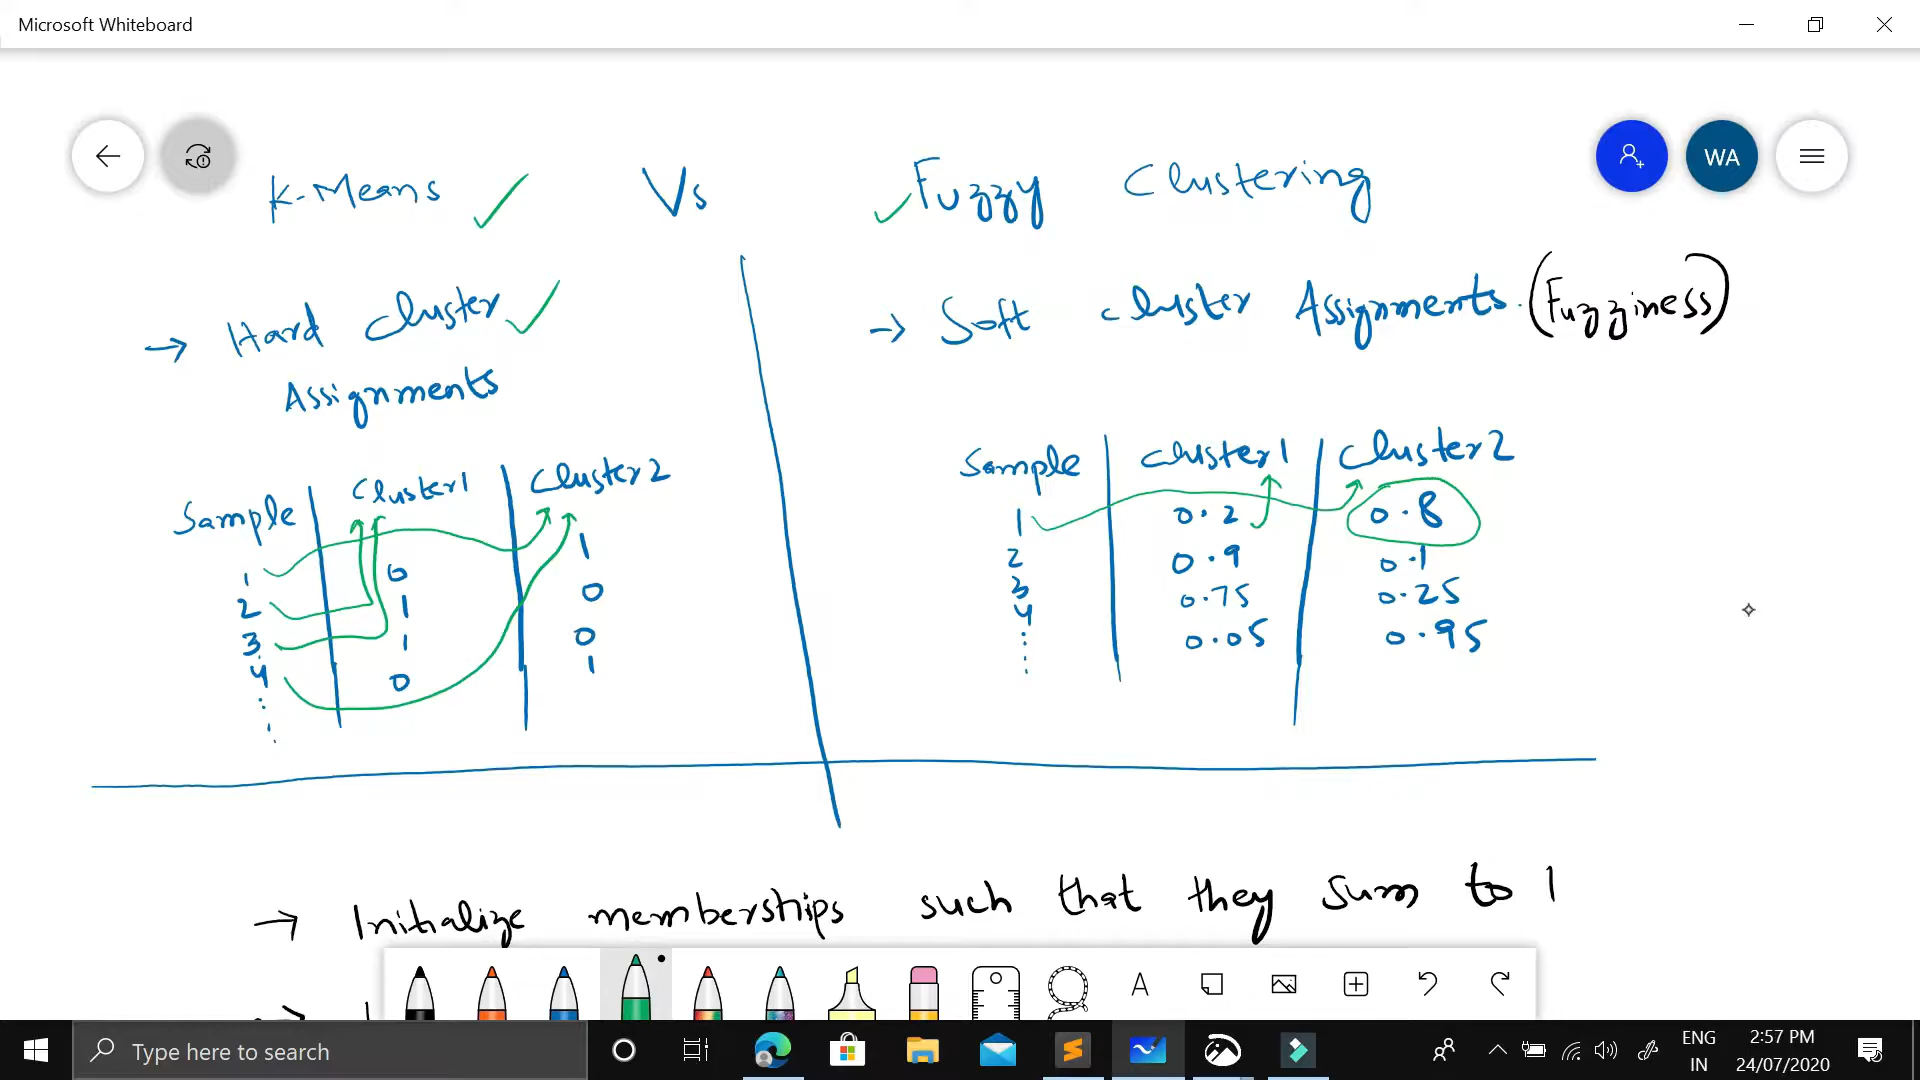 Microsoft Whiteboard
WA
K-Means Vs Fuzzy Clustering
→ Hard Cluster
Assignments
→ Soft cluster Assignments. (Fuzziness)
Sample Cluster1 Cluster2
1 0 1
2 1 0
3 1 0
4 0 1
Sample Cluster1 Cluster2
1 0.2 0.8
2 0.9 0.1
3 0.75 0.25
4 0.05 0.95
→ Initialize memberships such that they sum to 1
A
Type here to search
ENG
IN
2:57 PM
24/07/2020